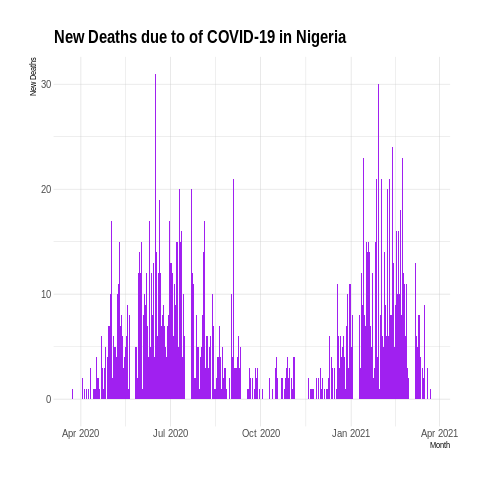 New Deaths due to of COVID-19 in Nigeria
New Deaths
30
20
10
0
Apr 2020
Jul 2020
Oct 2020
Jan 2021
Apr 2021
Month